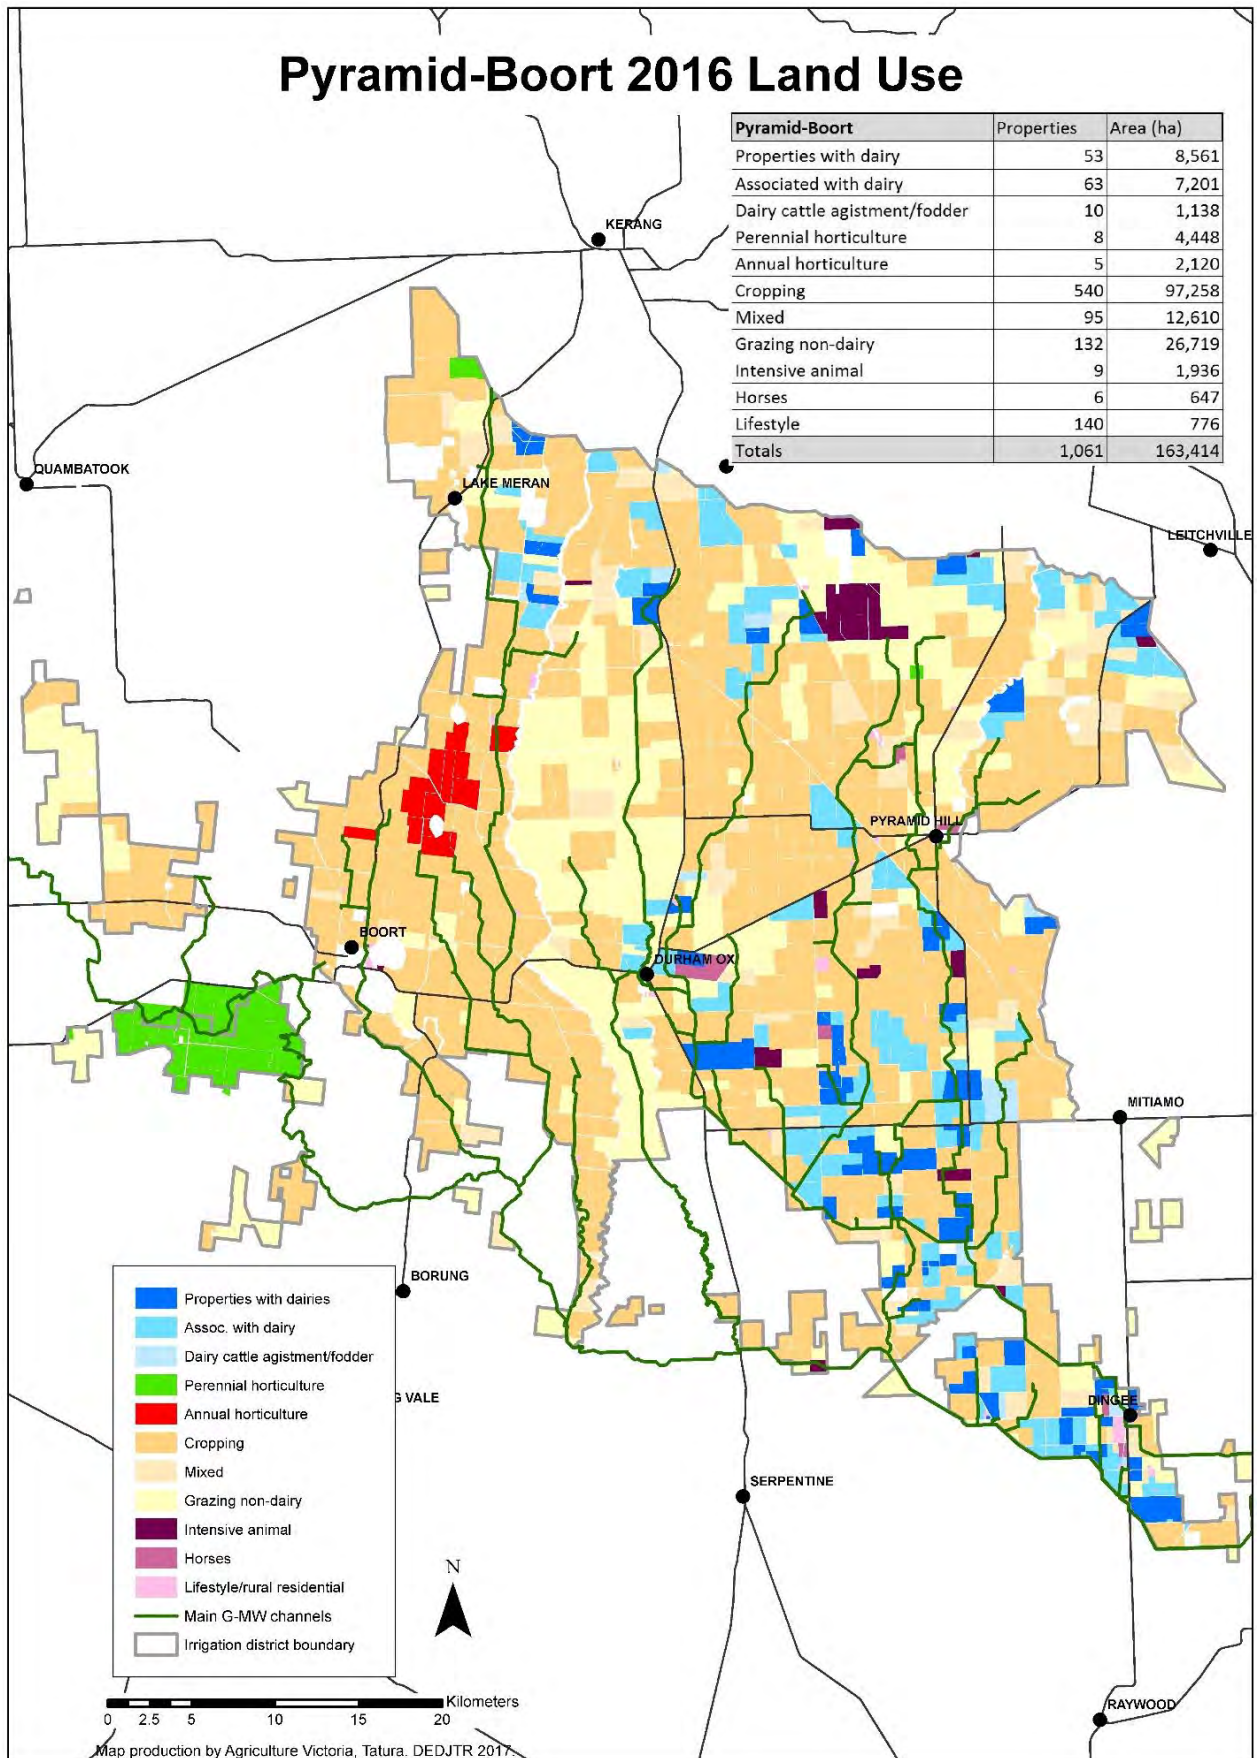 Pyramid-Boort 2016 Land Use
Pyramid-Boort Properties Area (ha)
Properties with dairy 53 8,561
Associated with dairy 63 7,201
Dairy cattle agistment/fodder 10 1,138
Perennial horticulture 8 4,448
Annual horticulture 5 2,120
Cropping 540 97,258
Mixed 95 12,610
Grazing non-dairy 132 26,719
Intensive animal 9 1,936
Horses 6 647
Lifestyle 140 776
Totals 1,061 163,414
KERANG
QUAMBATOOK
LAKE MERAN
LEITCHVILLE
PYRAMID HILL
BOORT
DURHAM OX
MITIAMO
BORUNG
G VALE
DINGEE
SERPENTINE
RAYWOOD
Properties with dairies
Assoc. with dairy
Dairy cattle agistment/fodder
Perennial horticulture
Annual horticulture
Cropping
Mixed
Grazing non-dairy
Intensive animal
Horses
Lifestyle/rural residential
Main G-MW channels
Irrigation district boundary
N
Kilometers
0 2.5 5 10 15 20
Map production by Agriculture Victoria, Tatura. DEDJTR 2017.